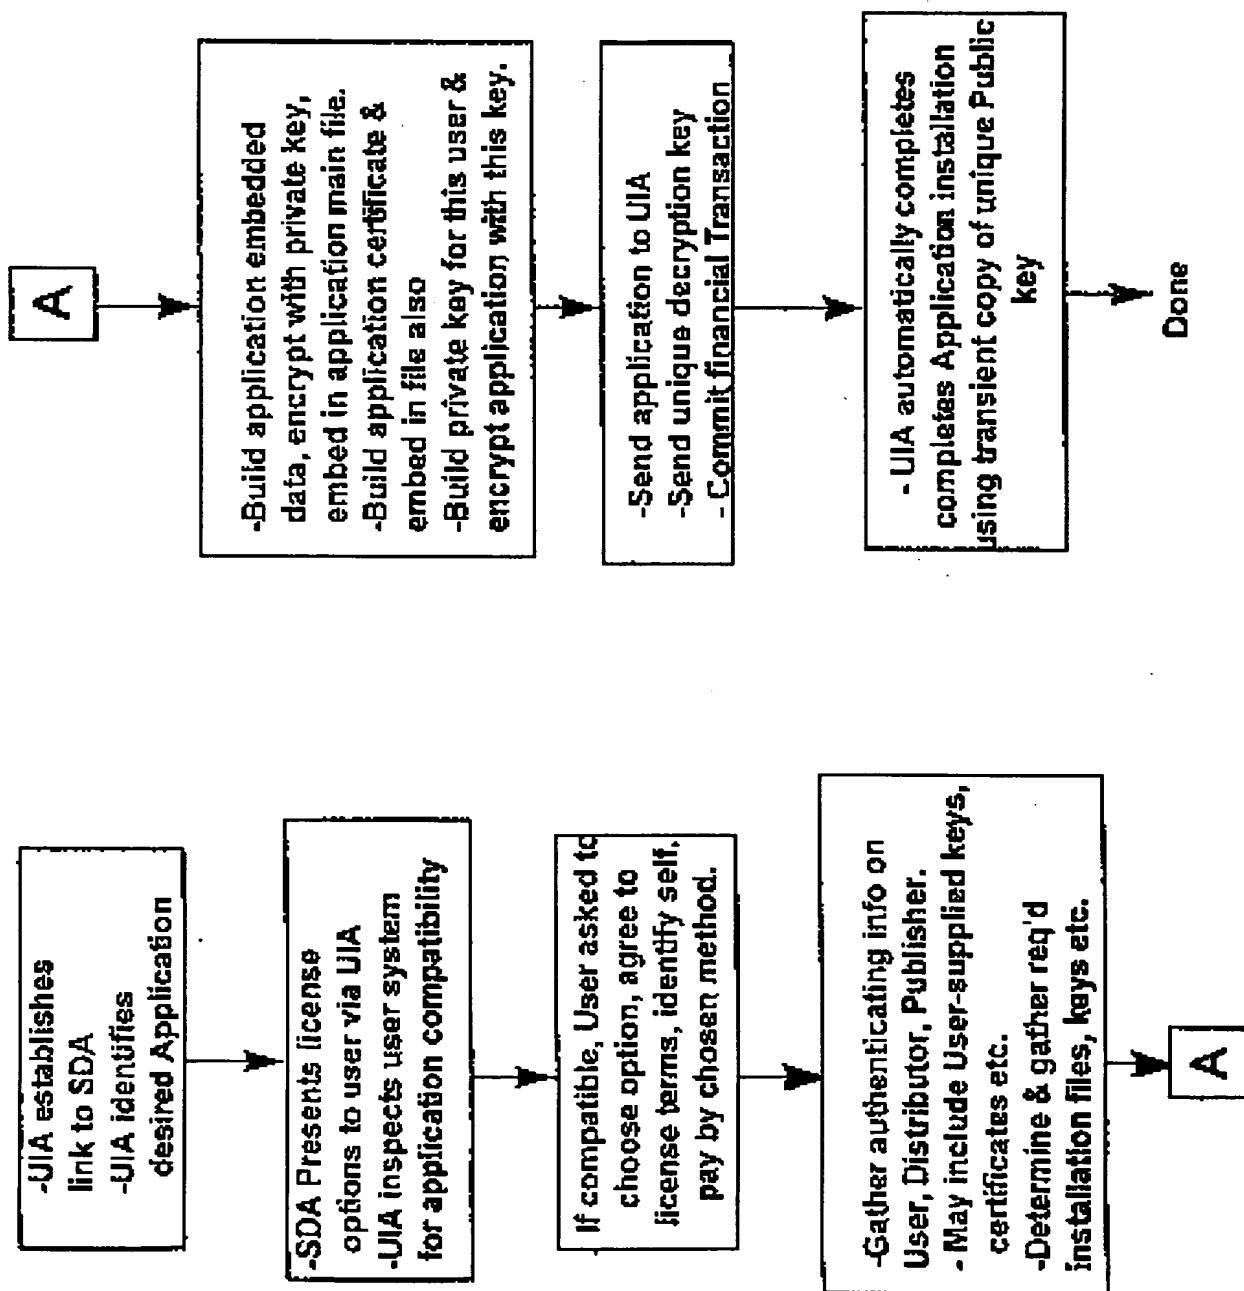 -UIA establishes
link to SDA
-UIA identifies
desired Application
-SDA Presents license
options to user via UIA
-UIA inspects user system
for application compatibility
If compatible, User asked to
choose option, agree to
license terms, identify self,
pay by chosen method.
-Gather authenticating info on
User, Distributor, Publisher.
- May include User-supplied keys,
certificates etc.
-Determine & gather req'd
installation files, keys etc.
A
A
-Build application embedded
data, encrypt with private key,
embed in application main file.
-Build application certificate &
embed in file also
-Build private key for this user &
encrypt application with this key.
-Send application to UIA
-Send unique decryption key
- Commit financial Transaction
- UIA automatically completes
completes Application installation
using transient copy of unique Public
key
Done